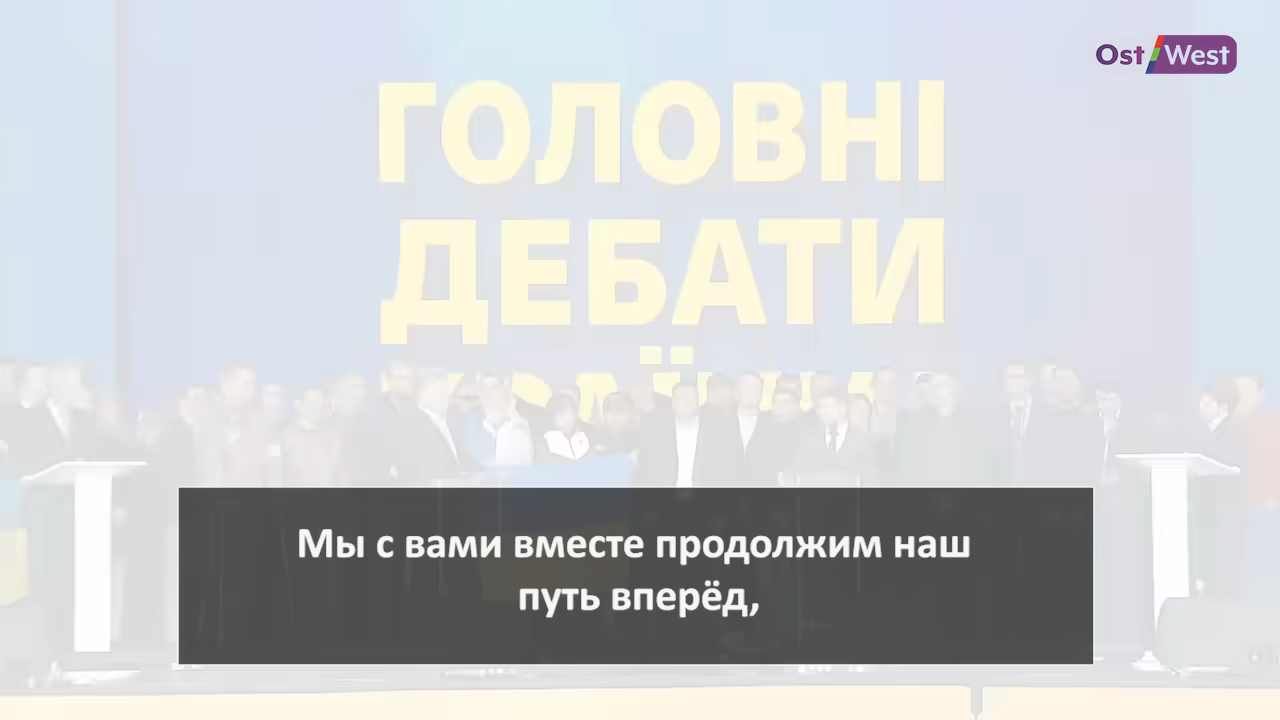 Ost West
ГОЛОВНІ
ДЕБАТИ
Мы с вами вместе продолжим наш
путь вперёд,